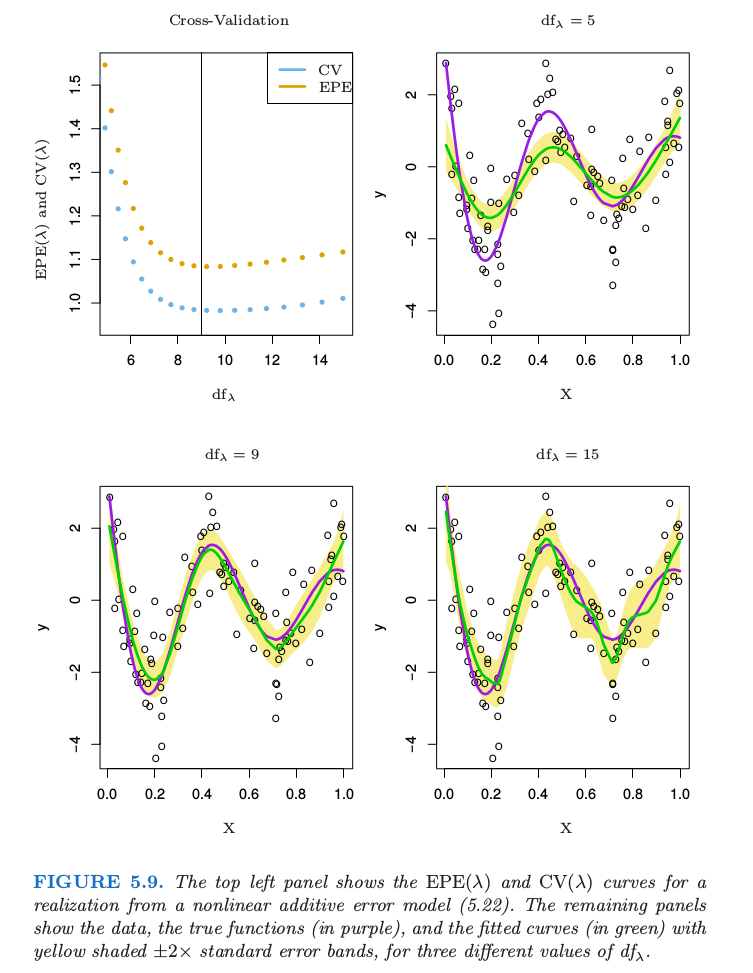 Cross-Validation
CV
EPE
EPE(λ) and CV(λ)
1.5
1.4
1.3
1.2
1.1
1.0
6 8 10 12 14
df_λ
df_λ = 5
y
2
0
-2
-4
0.0 0.2 0.4 0.6 0.8 1.0
X
df_λ = 9
y
2
0
-2
-4
0.0 0.2 0.4 0.6 0.8 1.0
X
df_λ = 15
y
2
0
-2
-4
0.0 0.2 0.4 0.6 0.8 1.0
X
FIGURE 5.9. The top left panel shows the EPE(λ) and CV(λ) curves for a
realization from a nonlinear additive error model (5.22). The remaining panels
show the data, the true functions (in purple), and the fitted curves (in green) with
yellow shaded ±2× standard error bands, for three different values of df_λ.